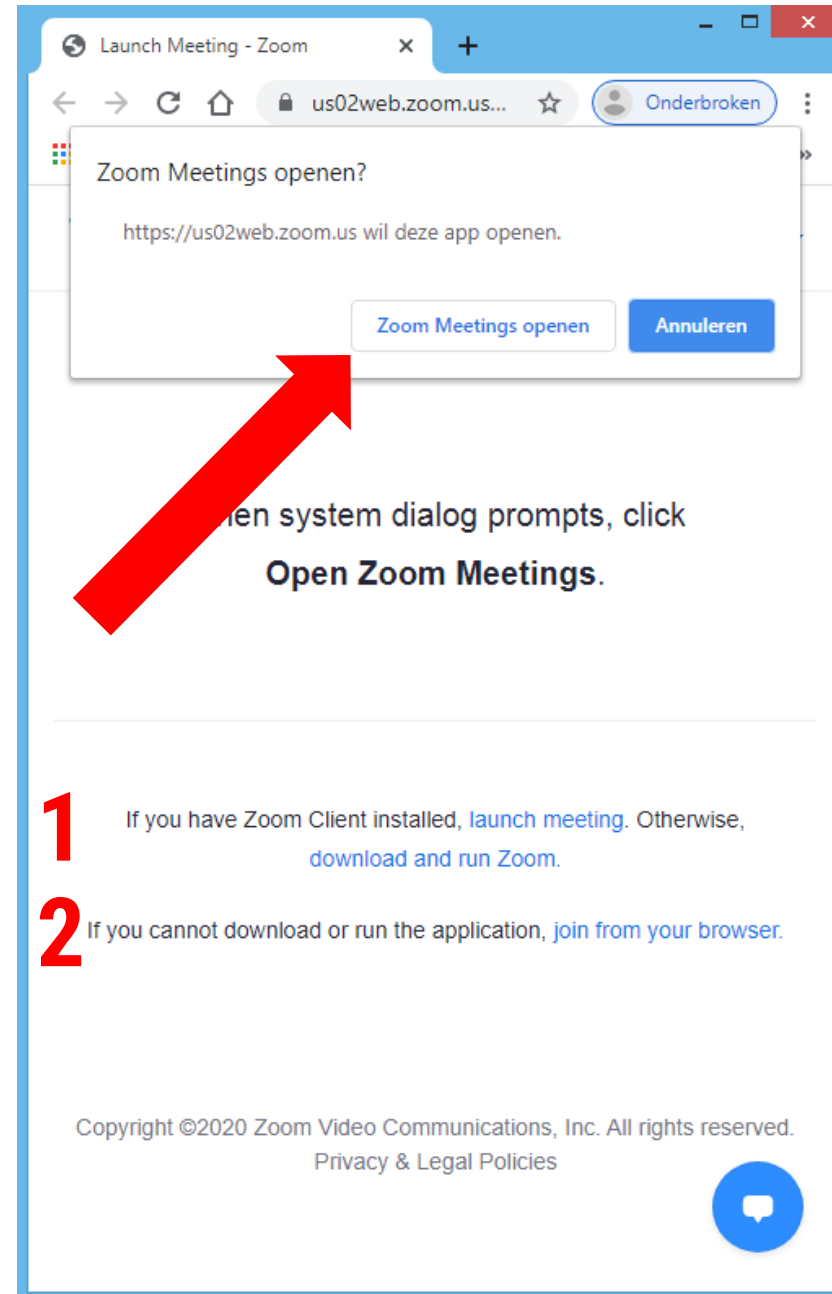 Launch Meeting - Zoom
us02web.zoom.us...
Onderbroken
Zoom Meetings openen?
https://us02web.zoom.us wil deze app openen.
Zoom Meetings openen
Annuleren
system dialog prompts, click
Open Zoom Meetings.
1
If you have Zoom Client installed, launch meeting. Otherwise,
download and run Zoom.
2
If you cannot download or run the application, join from your browser.
Copyright ©2020 Zoom Video Communications, Inc. All rights reserved.
Privacy & Legal Policies